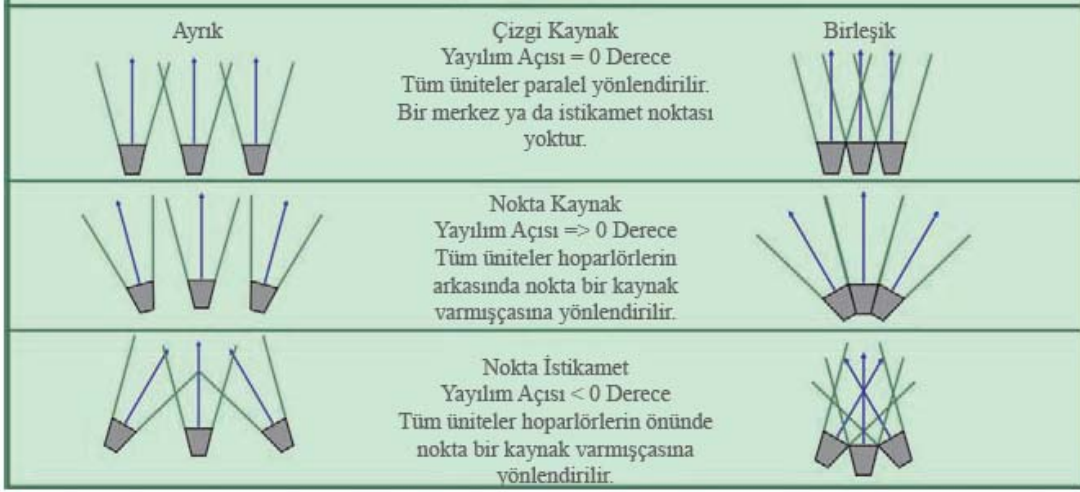 Ayrık
Çizgi Kaynak
Yayılım Açısı = 0 Derece
Tüm üniteler paralel yönlendirilir.
Bir merkez ya da istikamet noktası
yoktur.
Birleşik
Nokta Kaynak
Yayılım Açısı => 0 Derece
Tüm üniteler hoparlörlerin
arkasında nokta bir kaynak
varmışçasına yönlendirilir.
Nokta İstikamet
Yayılım Açısı < 0 Derece
Tüm üniteler hoparlörlerin önünde
nokta bir kaynak varmışçasına
yönlendirilir.